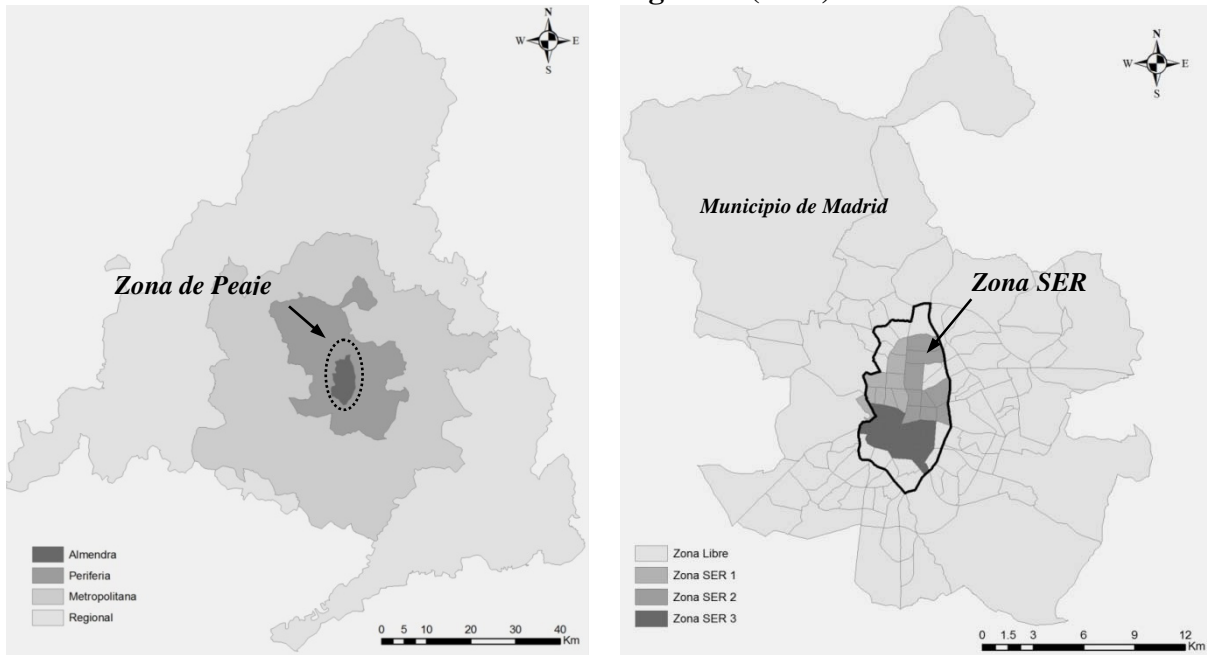 N
W E
S
Zona de Peaje
Almendra
Periferia
Metropolitana
Regional
0 5 10 20 30 40
Km
N
W E
S
Municipio de Madrid
Zona SER
Zona Libre
Zona SER 1
Zona SER 2
Zona SER 3
0 1.5 3 6 9 12
Km